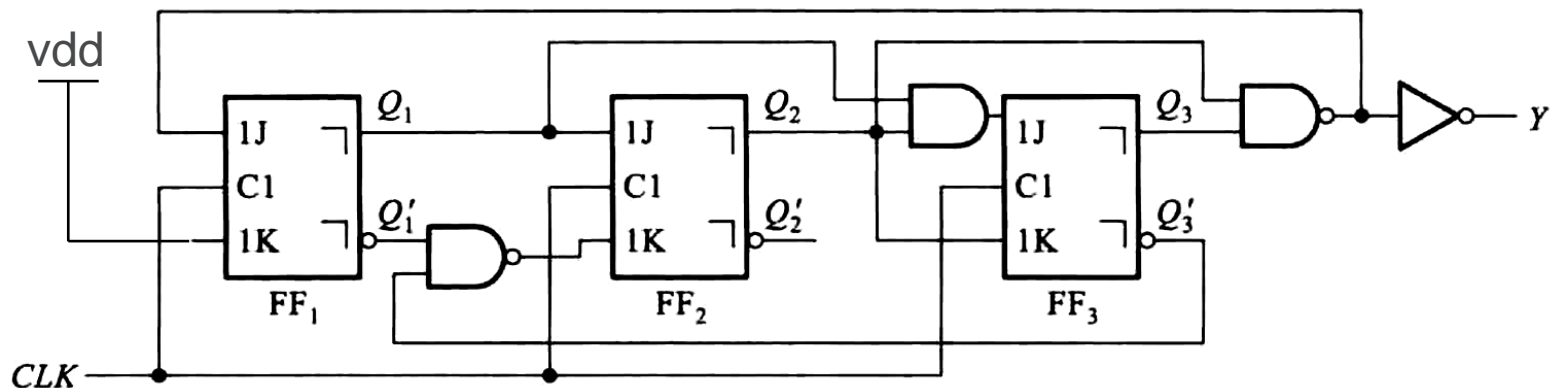 vdd
Q₁ Q₂ Q₃
1J 1J 1J Y
C1 C1 C1
Q₁′ Q₂′ Q₃′
1K 1K 1K
FF₁ FF₂ FF₃
CLK